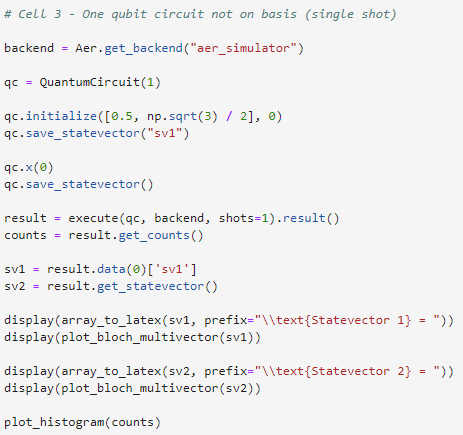 # Cell 3 - One qubit circuit not on basis (single shot)
backend = Aer.get_backend("aer_simulator")
qc = QuantumCircuit(1)
qc.initialize([0.5, np.sqrt(3) / 2], 0)
qc.save_statevector("sv1")
qc.x(0)
qc.save_statevector()
result = execute(qc, backend, shots=1).result()
counts = result.get_counts()
sv1 = result.data(0)['sv1']
sv2 = result.get_statevector()
display(array_to_latex(sv1, prefix="\\text{Statevector 1} = "))
display(plot_bloch_multivector(sv1))
display(array_to_latex(sv2, prefix="\\text{Statevector 2} = "))
display(plot_bloch_multivector(sv2))
plot_histogram(counts)